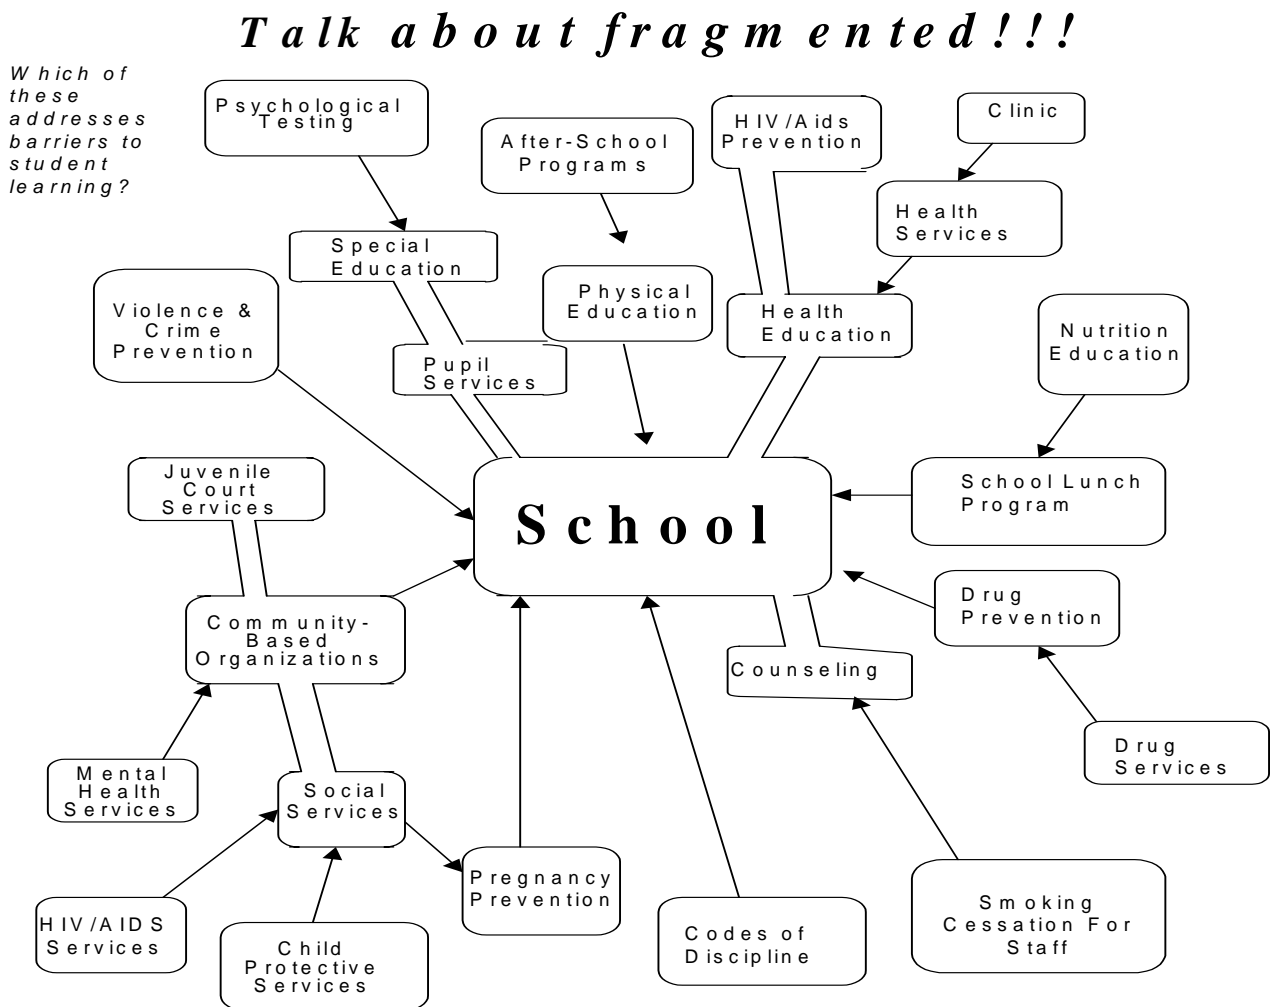 Talk about fragmented!!!
Which of
these
addresses
barriers to
student
learning?
Psychological
Testing
After-School
Programs
HIV/Aids
Prevention
Clinic
Health
Services
Special
Education
Violence &
Crime
Prevention
Physical
Education
Health
Education
Nutrition
Education
Pupil
Services
Juvenile
Court
Services
School
School Lunch
Program
Community-
Based
Organizations
Drug
Prevention
Counseling
Mental
Health
Services
Social
Services
Drug
Services
Pregnancy
Prevention
HIV/AIDS
Services
Child
Protective
Services
Codes of
Discipline
Smoking
Cessation For
Staff